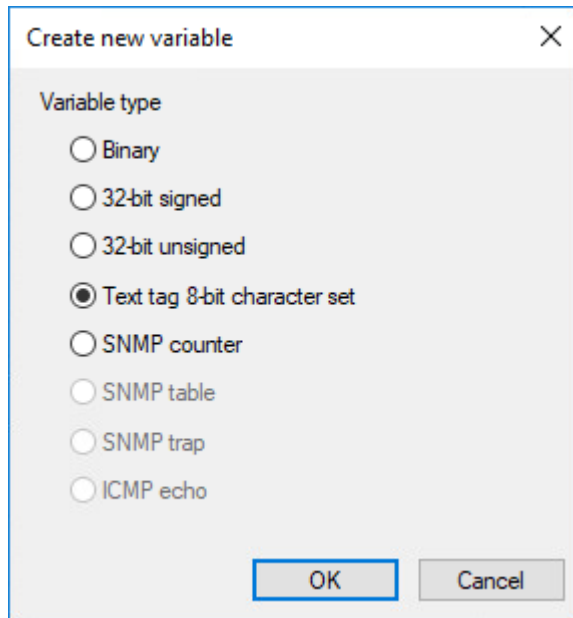 Create new variable
Variable type
Binary
32-bit signed
32-bit unsigned
Text tag 8-bit character set
SNMP counter
SNMP table
SNMP trap
ICMP echo
OK Cancel